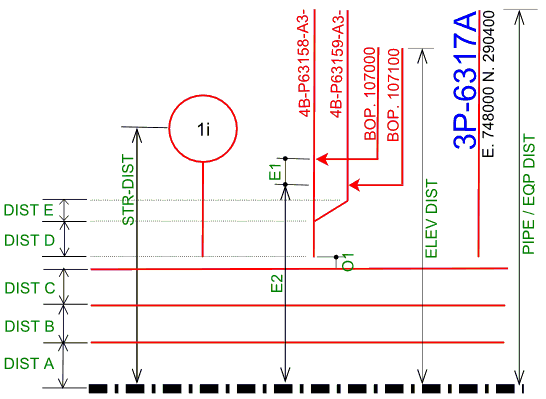 4B-P63158-A3-
4B-P63159-A3-
BOP. 107000
BOP. 107100
3P-6317A
E. 748000 N. 290400
1i
STR-DIST
E1
E2
O1
ELEV DIST
PIPE / EQP DIST
DIST E
DIST D
DIST C
DIST B
DIST A